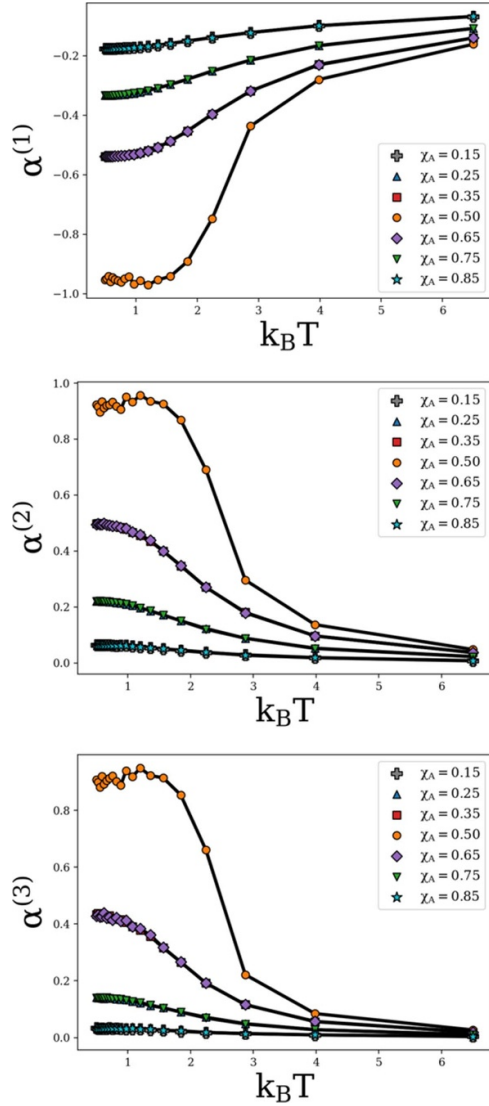 α(1)
−0.2
−0.4
−0.6
−0.8
−1.0
χA = 0.15
χA = 0.25
χA = 0.35
χA = 0.50
χA = 0.65
χA = 0.75
χA = 0.85
1 2 3 4 5 6
kBT
α(2)
1.0
0.8
0.6
0.4
0.2
0.0
χA = 0.15
χA = 0.25
χA = 0.35
χA = 0.50
χA = 0.65
χA = 0.75
χA = 0.85
1 2 3 4 5 6
kBT
α(3)
0.8
0.6
0.4
0.2
0.0
χA = 0.15
χA = 0.25
χA = 0.35
χA = 0.50
χA = 0.65
χA = 0.75
χA = 0.85
1 2 3 4 5 6
kBT